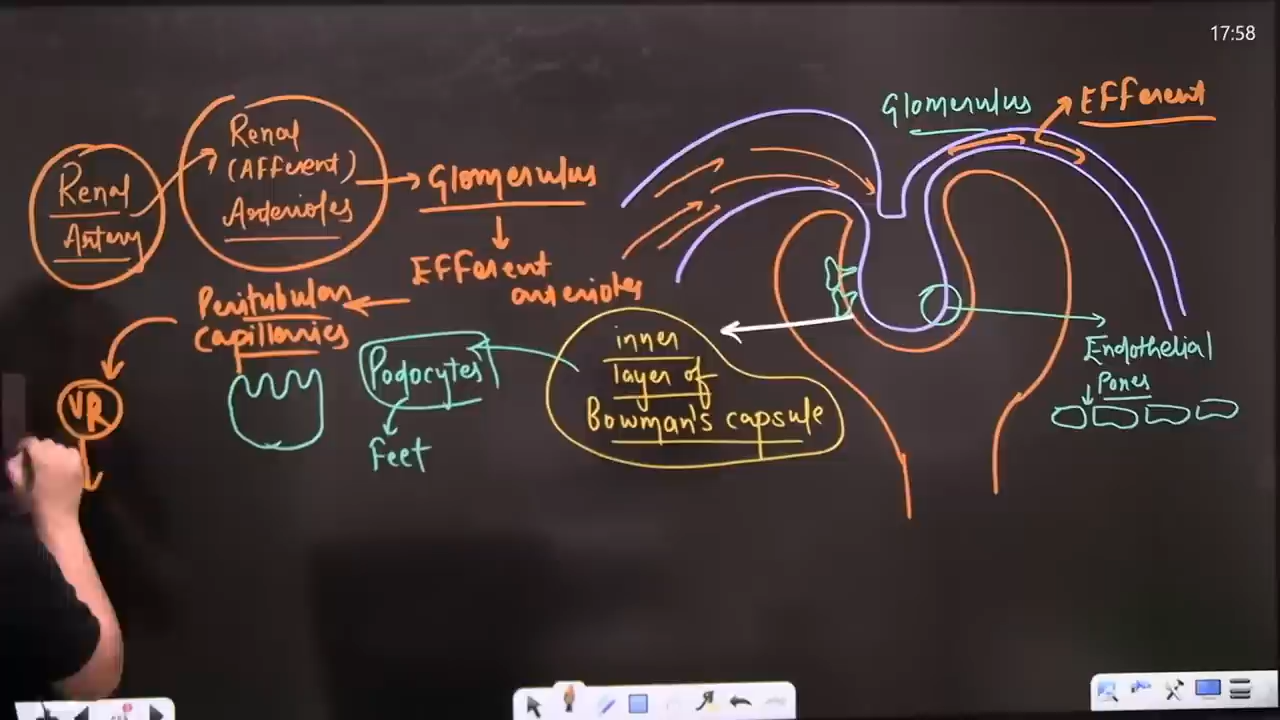 17:58
Renal
Artery
Renal
(Afferent)
Arterioles
Glomerulus
Efferent
arterioles
Peritubular
capillaries
VR
Podocytes
Feet
inner
layer of
Bowman's capsule
Glomerulus
Efferent
Endothelial
Pores